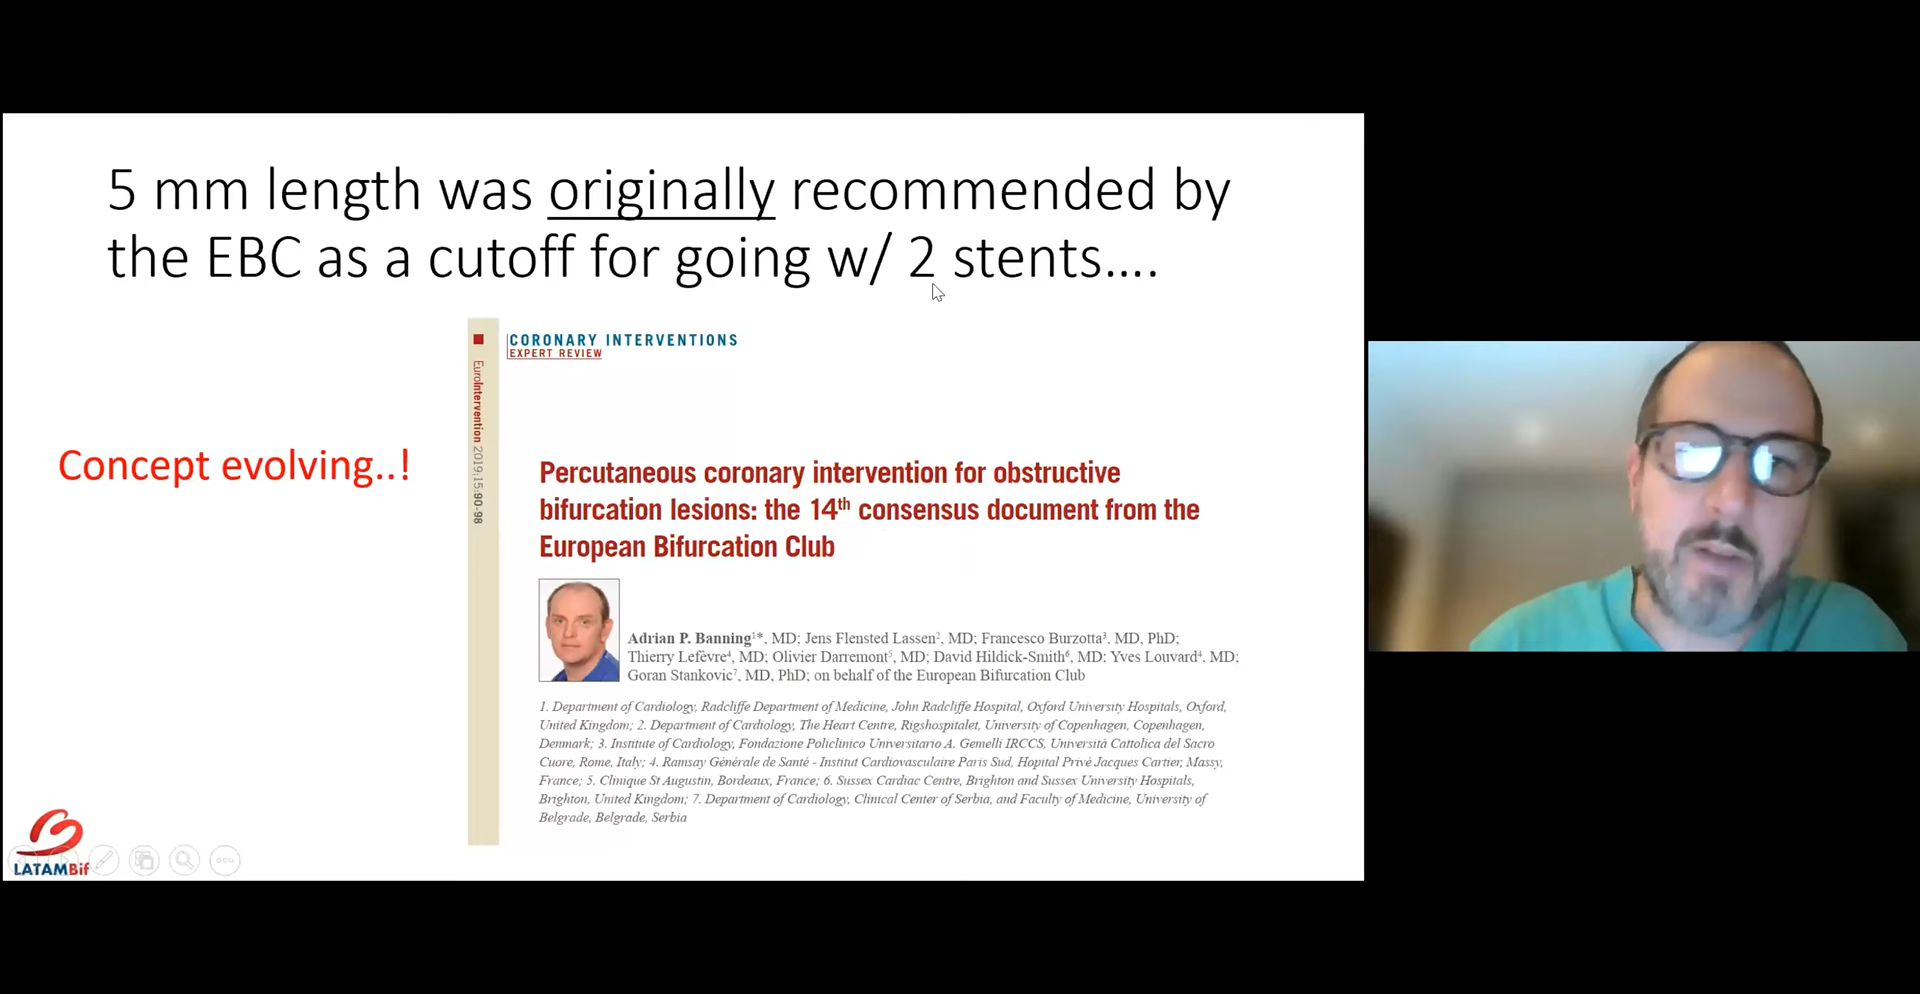 5 mm length was originally recommended by
the EBC as a cutoff for going w/ 2 stents....
CORONARY INTERVENTIONS
EXPERT REVIEW
EuroIntervention 2019;15:90-98
Concept evolving..!
Percutaneous coronary intervention for obstructive
bifurcation lesions: the 14th consensus document from the
European Bifurcation Club
Adrian P. Banning1*, MD; Jens Flensted Lassen2, MD; Francesco Burzotta3, MD, PhD;
Thierry Lefèvre4, MD; Olivier Darremont5, MD; David Hildick-Smith6, MD; Yves Louvard4, MD;
Goran Stankovic7, MD, PhD; on behalf of the European Bifurcation Club
1. Department of Cardiology, Radcliffe Department of Medicine, John Radcliffe Hospital, Oxford University Hospitals, Oxford,
United Kingdom; 2. Department of Cardiology, The Heart Centre, Rigshospitalet, University of Copenhagen, Copenhagen,
Denmark; 3. Institute of Cardiology, Fondazione Policlinico Universitario A. Gemelli IRCCS, Università Cattolica del Sacro
Cuore, Rome, Italy; 4. Ramsay Générale de Santé - Institut Cardiovasculaire Paris Sud, Hopital Privé Jacques Cartier, Massy,
France; 5. Clinique St Augustin, Bordeaux, France; 6. Sussex Cardiac Centre, Brighton and Sussex University Hospitals,
Brighton, United Kingdom; 7. Department of Cardiology, Clinical Center of Serbia, and Faculty of Medicine, University of
Belgrade, Belgrade, Serbia
LATAMBif